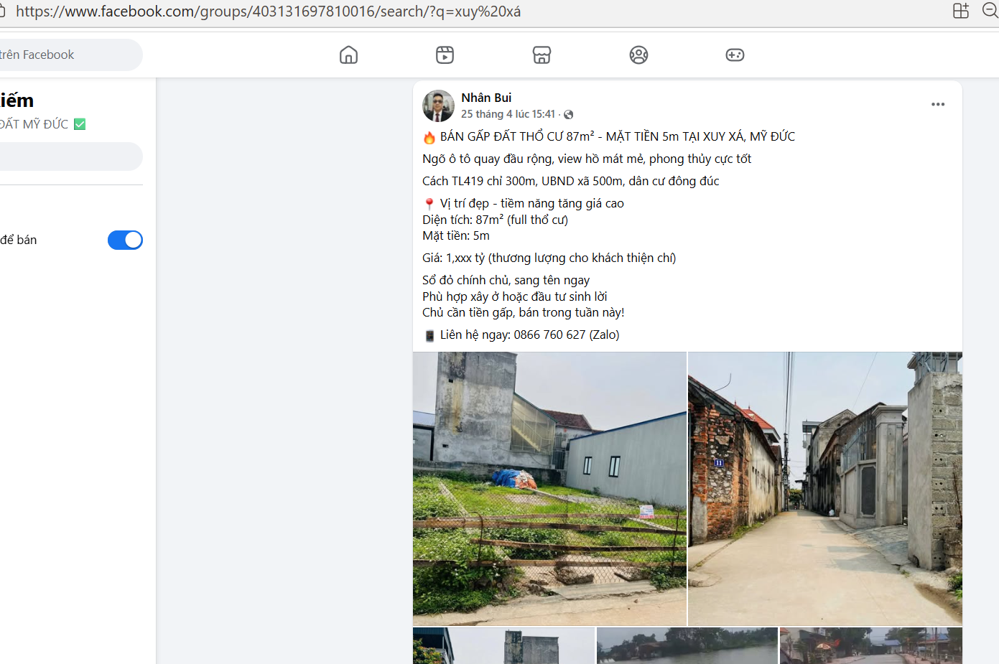 https://www.facebook.com/groups/403131697810016/search/?q=xuy%20xá
trên Facebook
kiếm
ĐẤT MỸ ĐỨC ✅
để bán
Nhân Bui
25 tháng 4 lúc 15:41 ·
🔥 BÁN GẤP ĐẤT THỔ CƯ 87m² - MẶT TIỀN 5m TẠI XUY XÁ, MỸ ĐỨC
Ngõ ô tô quay đầu rộng, view hồ mát mẻ, phong thủy cực tốt
Cách TL419 chỉ 300m, UBND xã 500m, dân cư đông đúc
📍 Vị trí đẹp - tiềm năng tăng giá cao
Diện tích: 87m² (full thổ cư)
Mặt tiền: 5m
Giá: 1,xxx tỷ (thương lượng cho khách thiện chí)
Sổ đỏ chính chủ, sang tên ngay
Phù hợp xây ở hoặc đầu tư sinh lời
Chủ cần tiền gấp, bán trong tuần này!
📱 Liên hệ ngay: 0866 760 627 (Zalo)
11